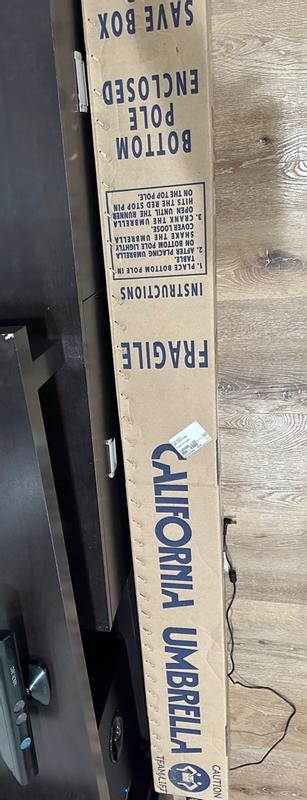 CAUTION
TEAM LIFT
CALIFORNIA UMBRELLA
FRAGILE
INSTRUCTIONS
1. PLACE BOTTOM POLE IN
TABLE.
2. AFTER PLACING UMBRELLA
ON BOTTOM POLE LIGHTLY
SHAKE THE UMBRELLA
COVER LOOSE.
3. CRANK THE UMBRELLA
OPEN UNTIL THE RUNNER
HITS THE RED STOP PIN
ON THE TOP POLE.
BOTTOM
POLE
ENCLOSED
SAVE BOX
XBOX 360